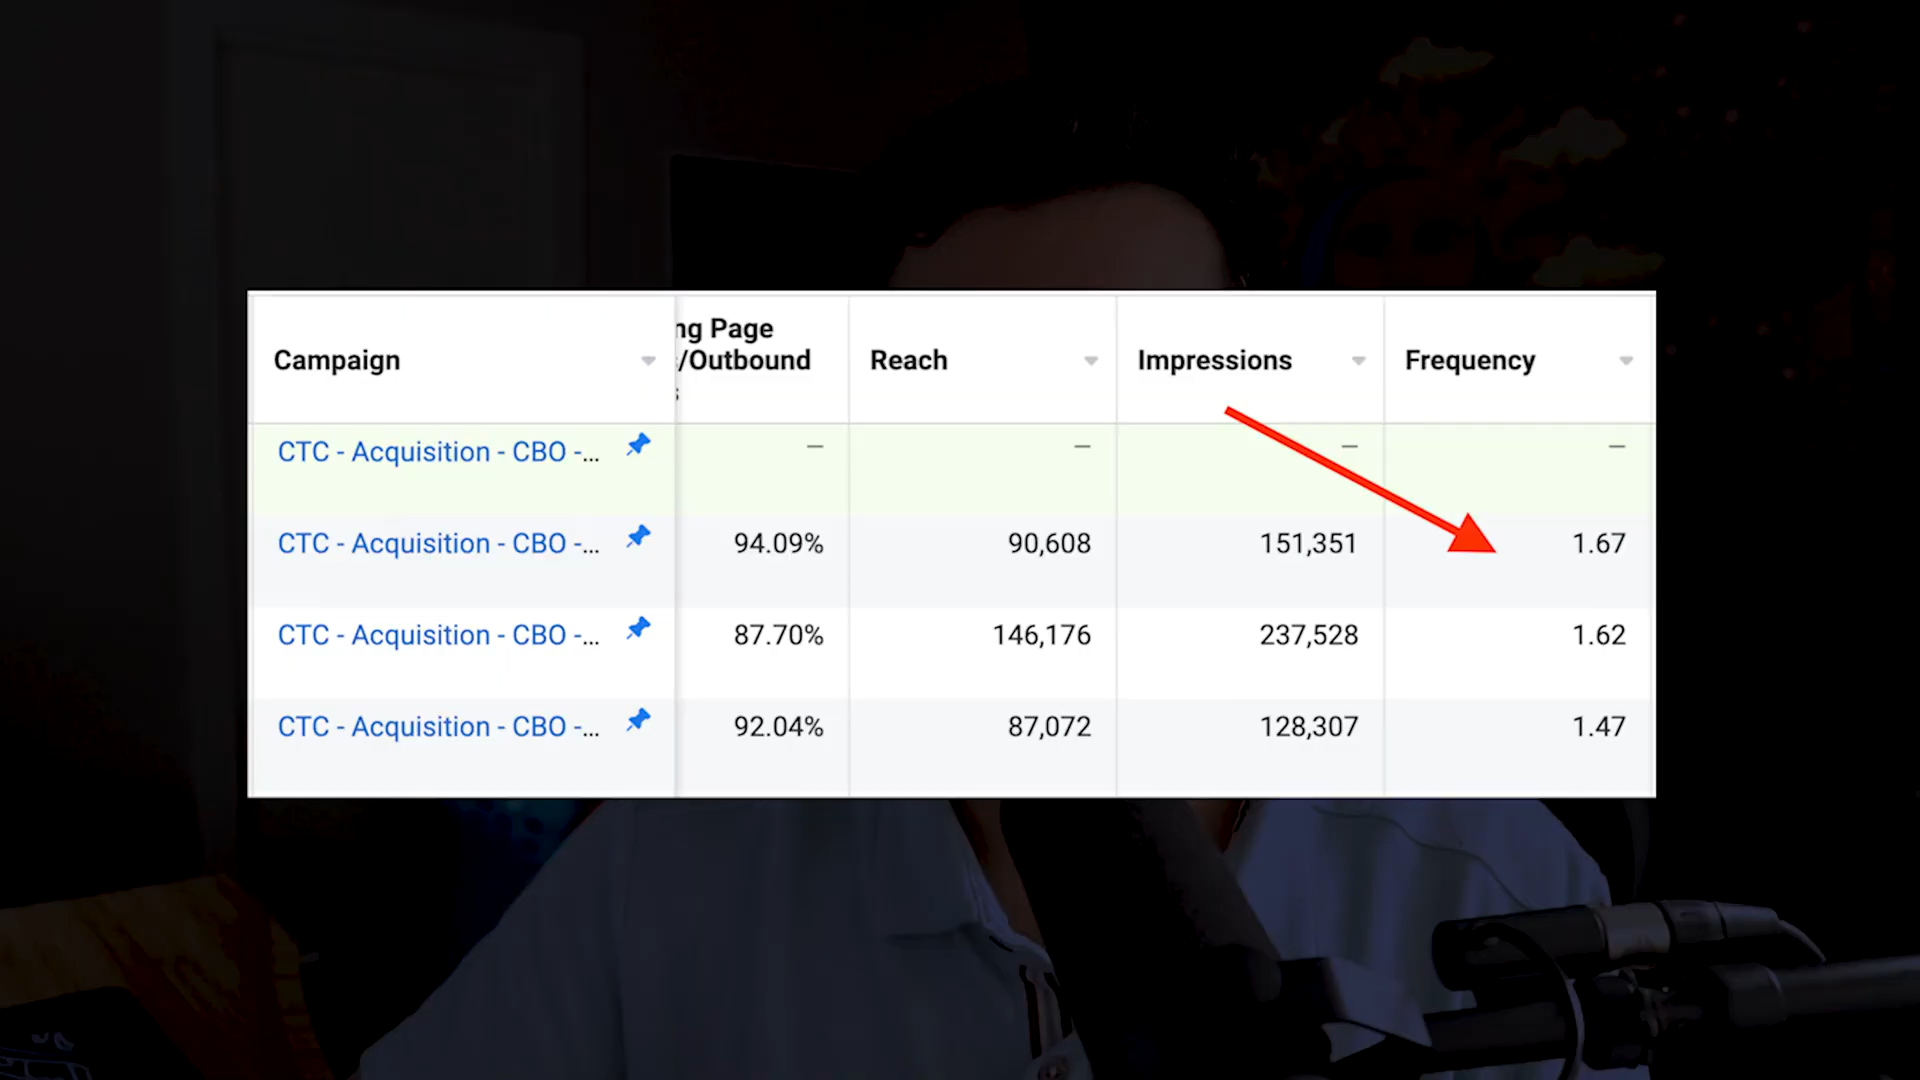 Campaign
ng Page
/Outbound
s
Reach
Impressions
Frequency
CTC - Acquisition - CBO -... — — — —
CTC - Acquisition - CBO -... 94.09% 90,608 151,351 1.67
CTC - Acquisition - CBO -... 87.70% 146,176 237,528 1.62
CTC - Acquisition - CBO -... 92.04% 87,072 128,307 1.47